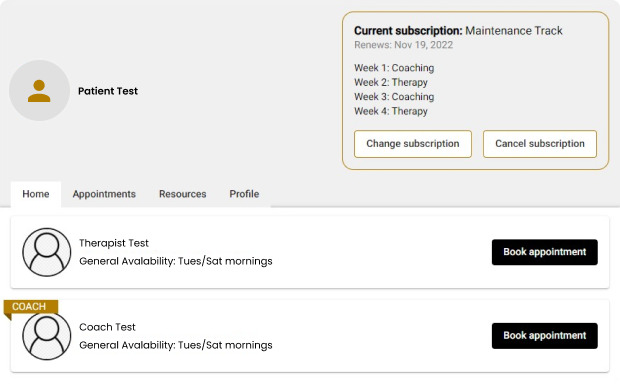 Current subscription: Maintenance Track
Renews: Nov 19, 2022
Week 1: Coaching
Week 2: Therapy
Week 3: Coaching
Week 4: Therapy
Patient Test
Change subscription
Cancel subscription
Home
Appointments
Resources
Profile
Therapist Test
General Avalability: Tues/Sat mornings
Book appointment
COACH
Coach Test
General Avalability: Tues/Sat mornings
Book appointment